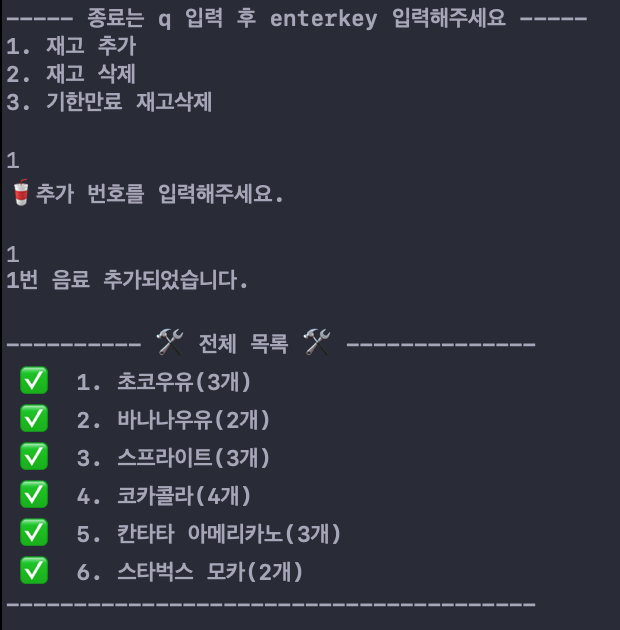 ----- 종료는 q 입력 후 enterkey 입력해주세요 -----
1. 재고 추가
2. 재고 삭제
3. 기한만료 재고삭제
1
🥤추가 번호를 입력해주세요.
1
1번 음료 추가되었습니다.
---------- 🛠 전체 목록 🛠 --------------
✅ 1. 초코우유(3개)
✅ 2. 바나나우유(2개)
✅ 3. 스프라이트(3개)
✅ 4. 코카콜라(4개)
✅ 5. 칸타타 아메리카노(3개)
✅ 6. 스타벅스 모카(2개)
---------------------------------------